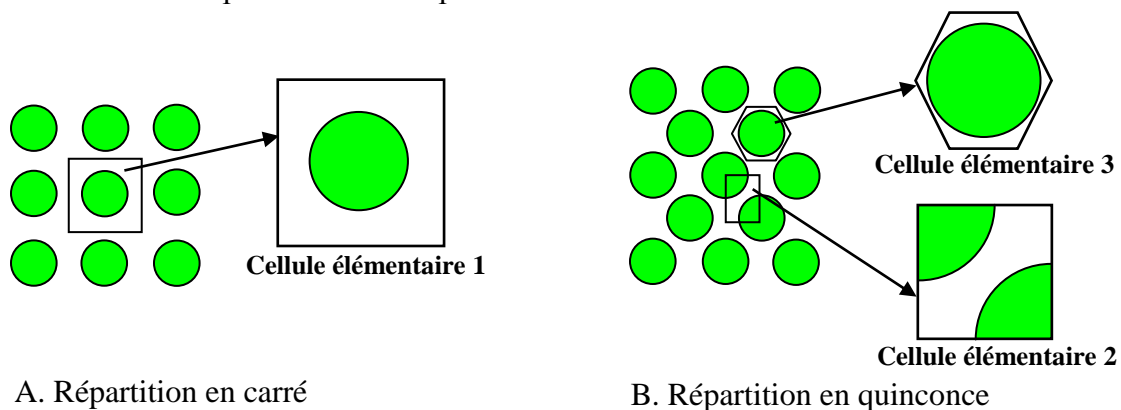 Cellule élémentaire 3
Cellule élémentaire 1
Cellule élémentaire 2
A. Répartition en carré
B. Répartition en quinconce